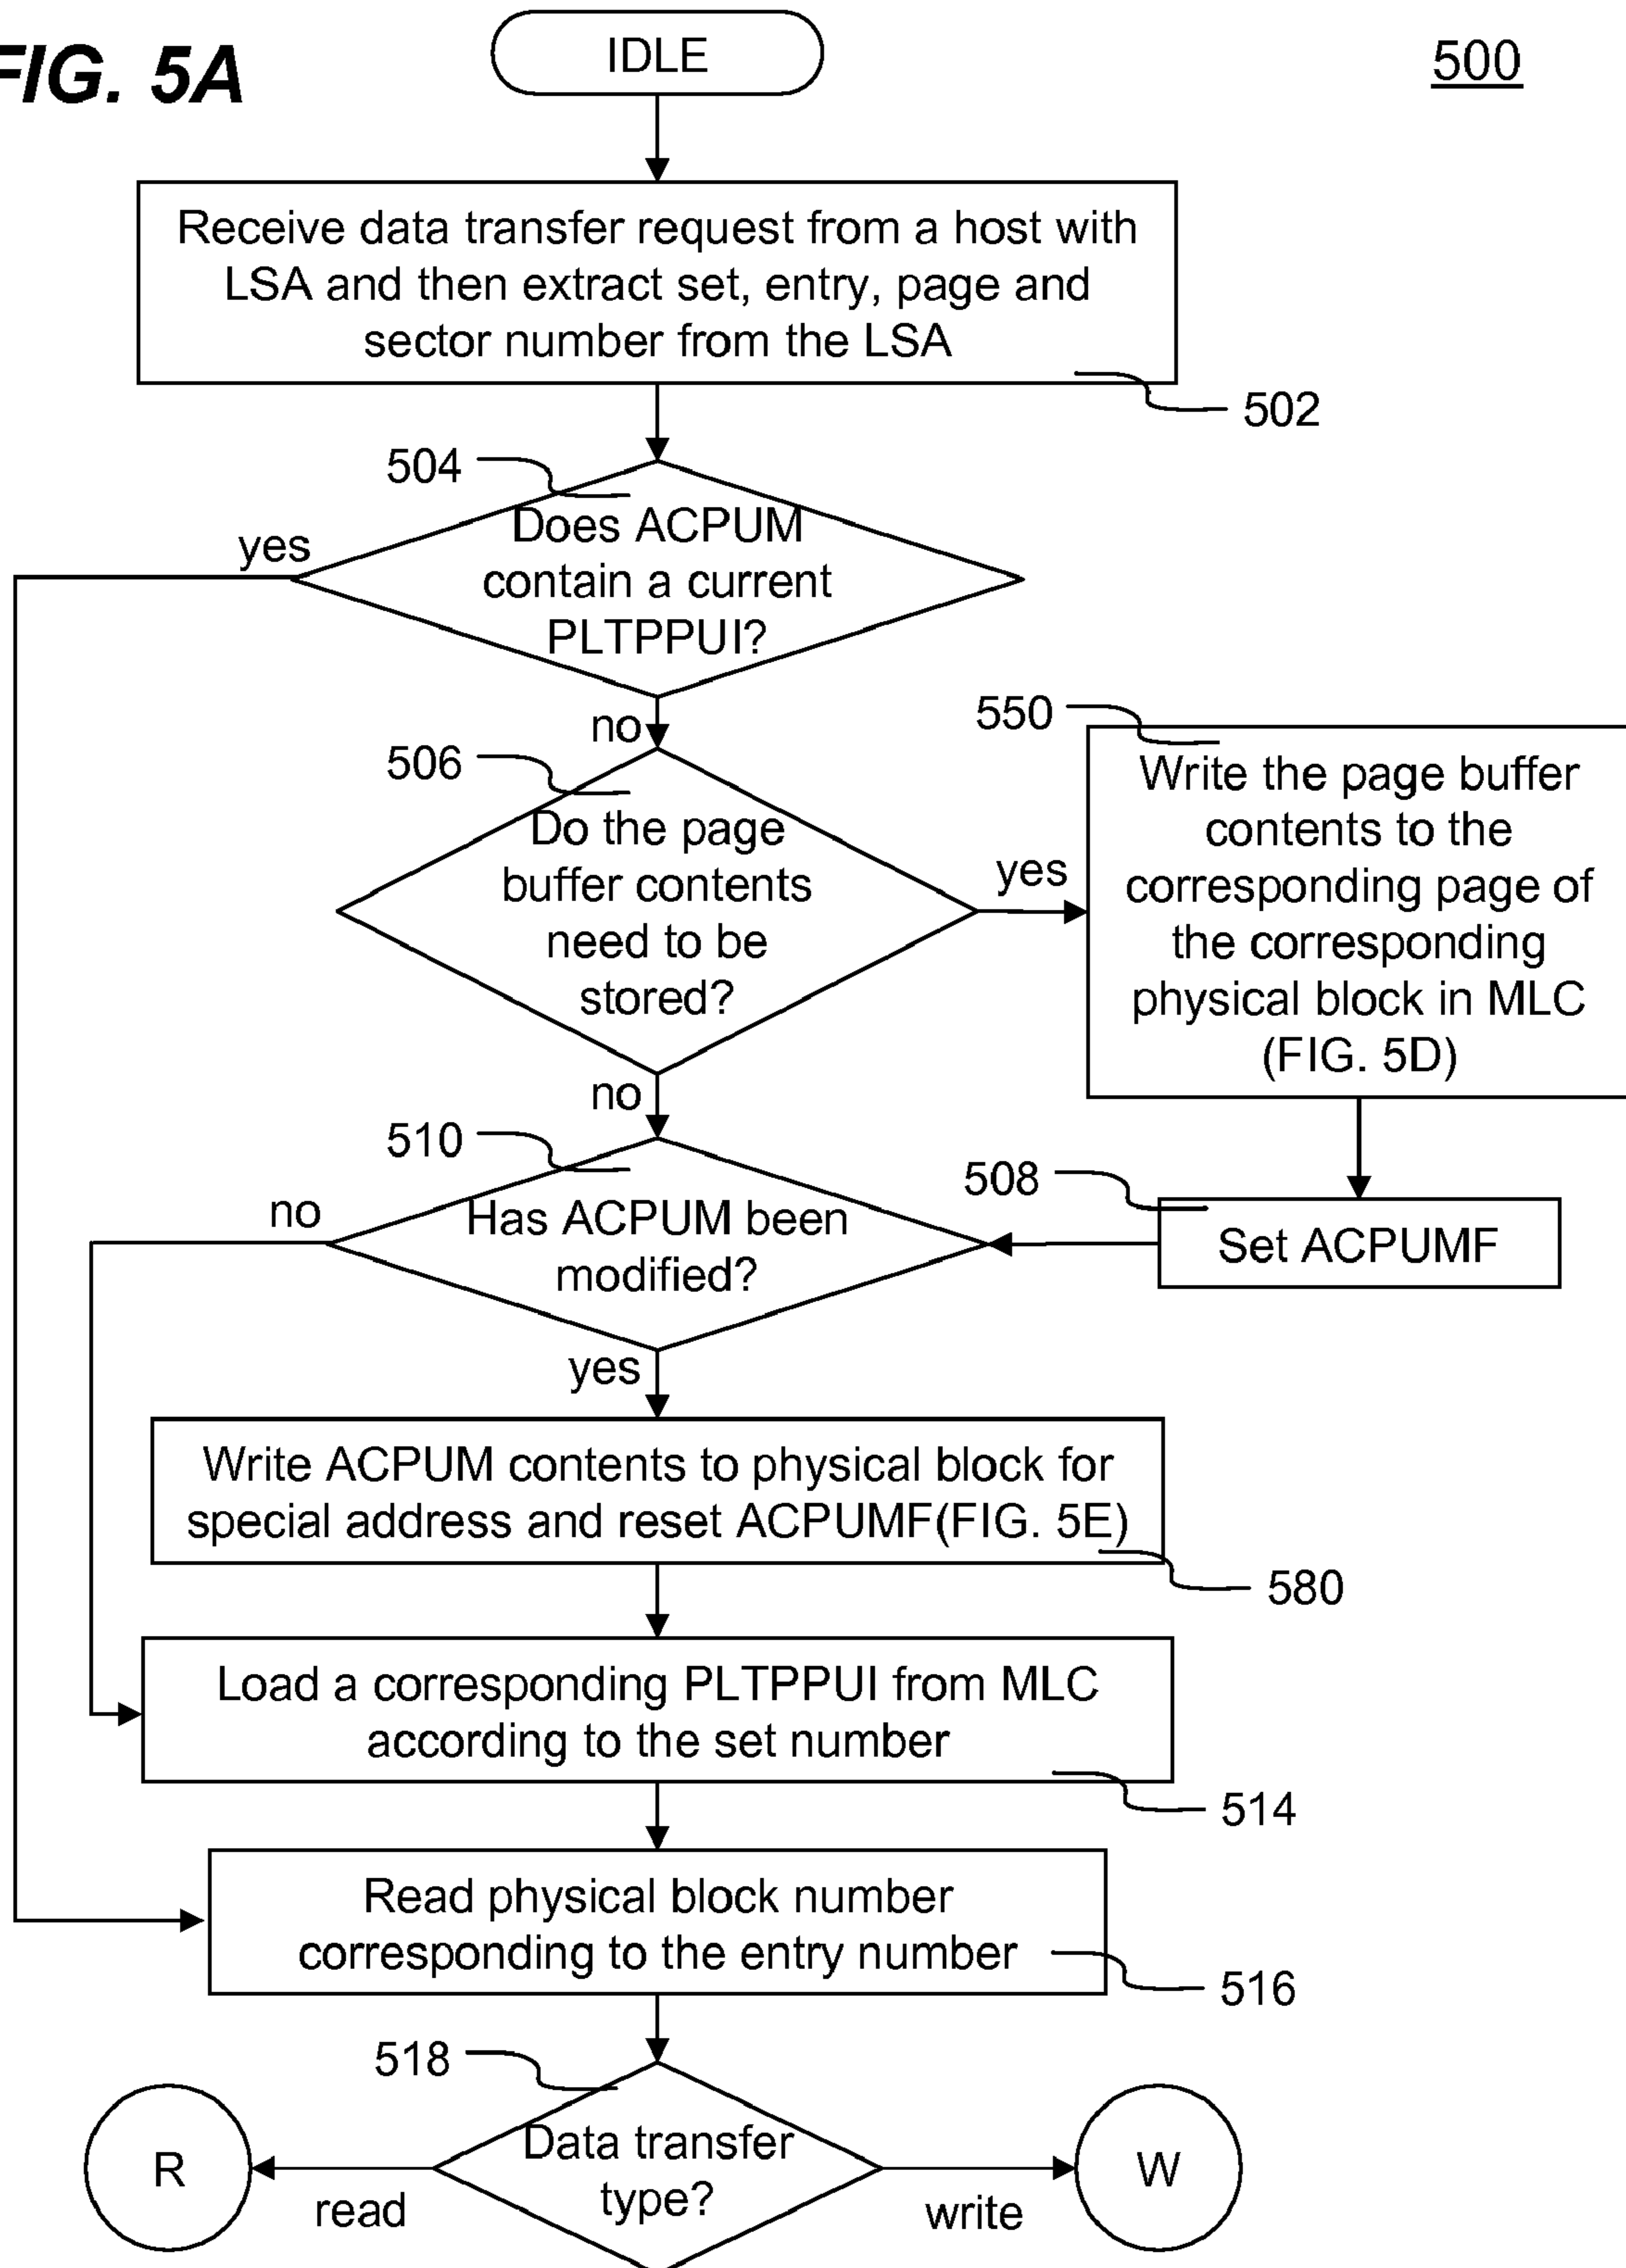 FIG. 5A
IDLE
500
Receive data transfer request from a host with
LSA and then extract set, entry, page and
sector number from the LSA
502
504
yes
Does ACPUM
contain a current
PLTPPUI?
no
506
Do the page
buffer contents
need to be
stored?
yes
550
Write the page buffer
contents to the
corresponding page of
the corresponding
physical block in MLC
(FIG. 5D)
no
510
508
no
Has ACPUM been
modified?
Set ACPUMF
yes
Write ACPUM contents to physical block for
special address and reset ACPUMF(FIG. 5E)
580
Load a corresponding PLTPPUI from MLC
according to the set number
514
Read physical block number
corresponding to the entry number
516
518
Data transfer
type?
R
read
write
W